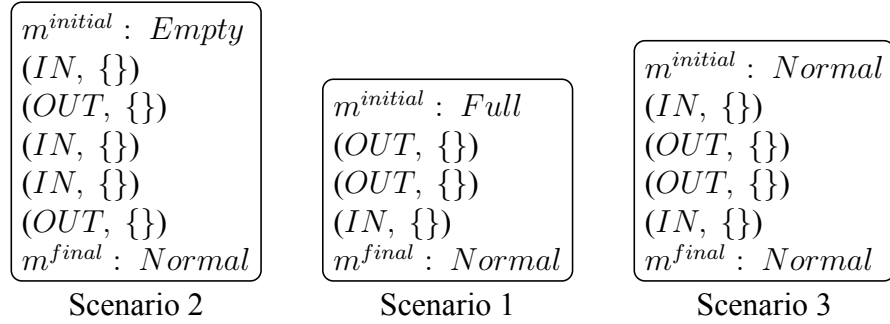 m^initial : Empty
(IN, {})
(OUT, {})
(IN, {})
(IN, {})
(OUT, {})
m^final : Normal
Scenario 2
m^initial : Full
(OUT, {})
(OUT, {})
(IN, {})
m^final : Normal
Scenario 1
m^initial : Normal
(IN, {})
(OUT, {})
(OUT, {})
(IN, {})
m^final : Normal
Scenario 3